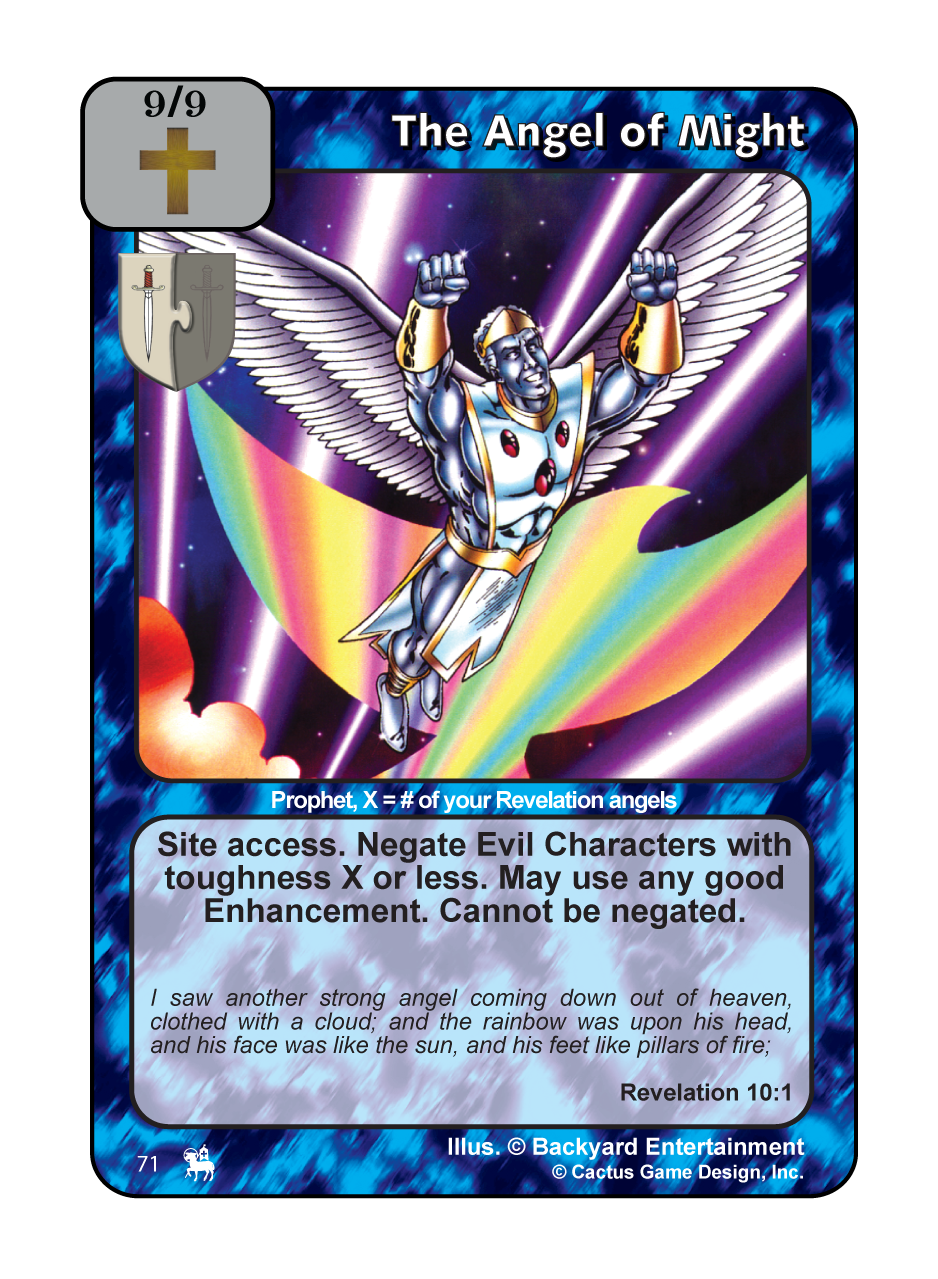 9/9
The Angel of Might
Prophet, X = # of your Revelation angels
Site access. Negate Evil Characters with
toughness X or less. May use any good
Enhancement. Cannot be negated.
I saw another strong angel coming down out of heaven,
clothed with a cloud; and the rainbow was upon his head,
and his face was like the sun, and his feet like pillars of fire;
Revelation 10:1
Illus. © Backyard Entertainment
71
© Cactus Game Design, Inc.